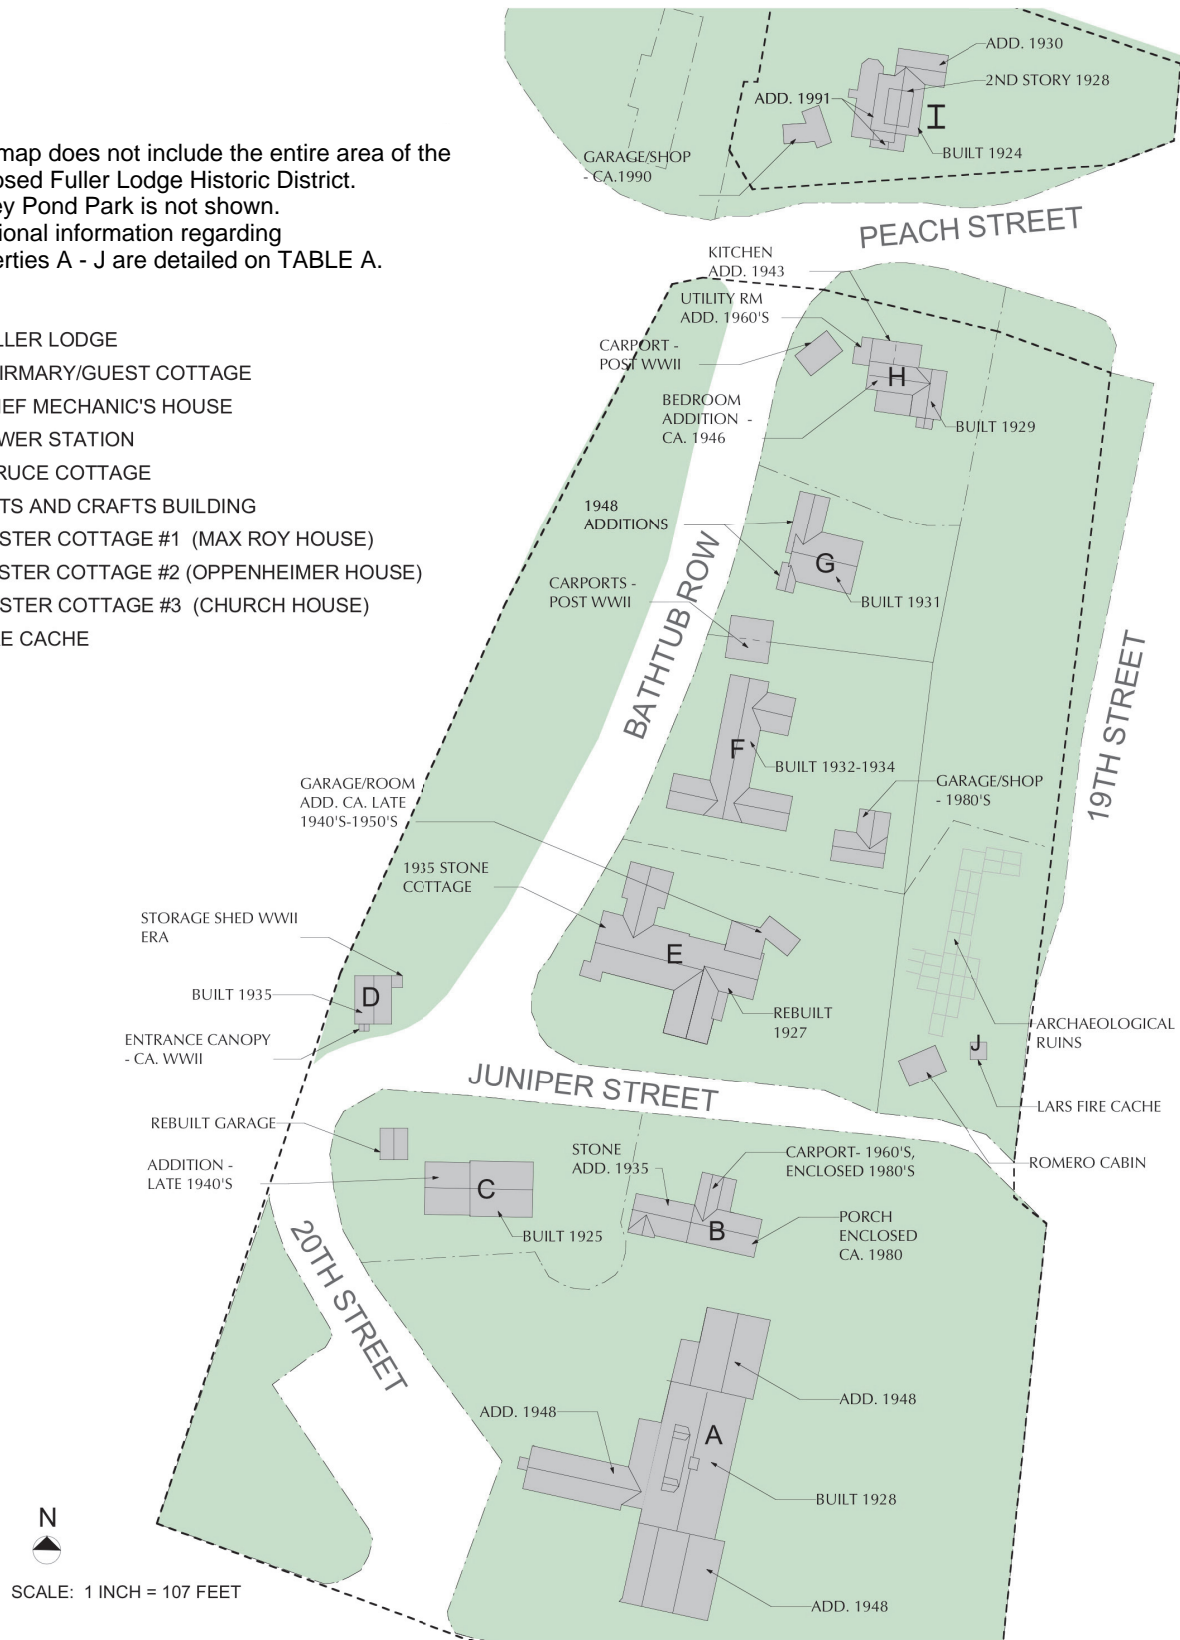 map does not include the entire area of the
osed Fuller Lodge Historic District.
ey Pond Park is not shown.
ional information regarding
erties A - J are detailed on TABLE A.
LLER LODGE
IRMARY/GUEST COTTAGE
IEF MECHANIC'S HOUSE
WER STATION
RUCE COTTAGE
TS AND CRAFTS BUILDING
STER COTTAGE #1 (MAX ROY HOUSE)
STER COTTAGE #2 (OPPENHEIMER HOUSE)
STER COTTAGE #3 (CHURCH HOUSE)
E CACHE
ADD. 1930
2ND STORY 1928
ADD. 1991
I
BUILT 1924
GARAGE/SHOP
- CA.1990
PEACH STREET
KITCHEN
ADD. 1943
UTILITY RM
ADD. 1960'S
CARPORT -
POST WWII
H
BEDROOM
ADDITION -
CA. 1946
BUILT 1929
1948
ADDITIONS
G
CARPORTS -
POST WWII
BUILT 1931
BATHTUB ROW
19TH STREET
F
BUILT 1932-1934
GARAGE/SHOP
- 1980'S
GARAGE/ROOM
ADD. CA. LATE
1940'S-1950'S
1935 STONE
COTTAGE
STORAGE SHED WWII
ERA
E
BUILT 1935
D
REBUILT
1927
ENTRANCE CANOPY
- CA. WWII
ARCHAEOLOGICAL
RUINS
J
JUNIPER STREET
LARS FIRE CACHE
REBUILT GARAGE
ROMERO CABIN
ADDITION -
LATE 1940'S
STONE
ADD. 1935
CARPORT- 1960'S,
ENCLOSED 1980'S
C
BUILT 1925
B
PORCH
ENCLOSED
CA. 1980
20TH STREET
ADD. 1948
ADD. 1948
A
BUILT 1928
N
SCALE: 1 INCH = 107 FEET
ADD. 1948